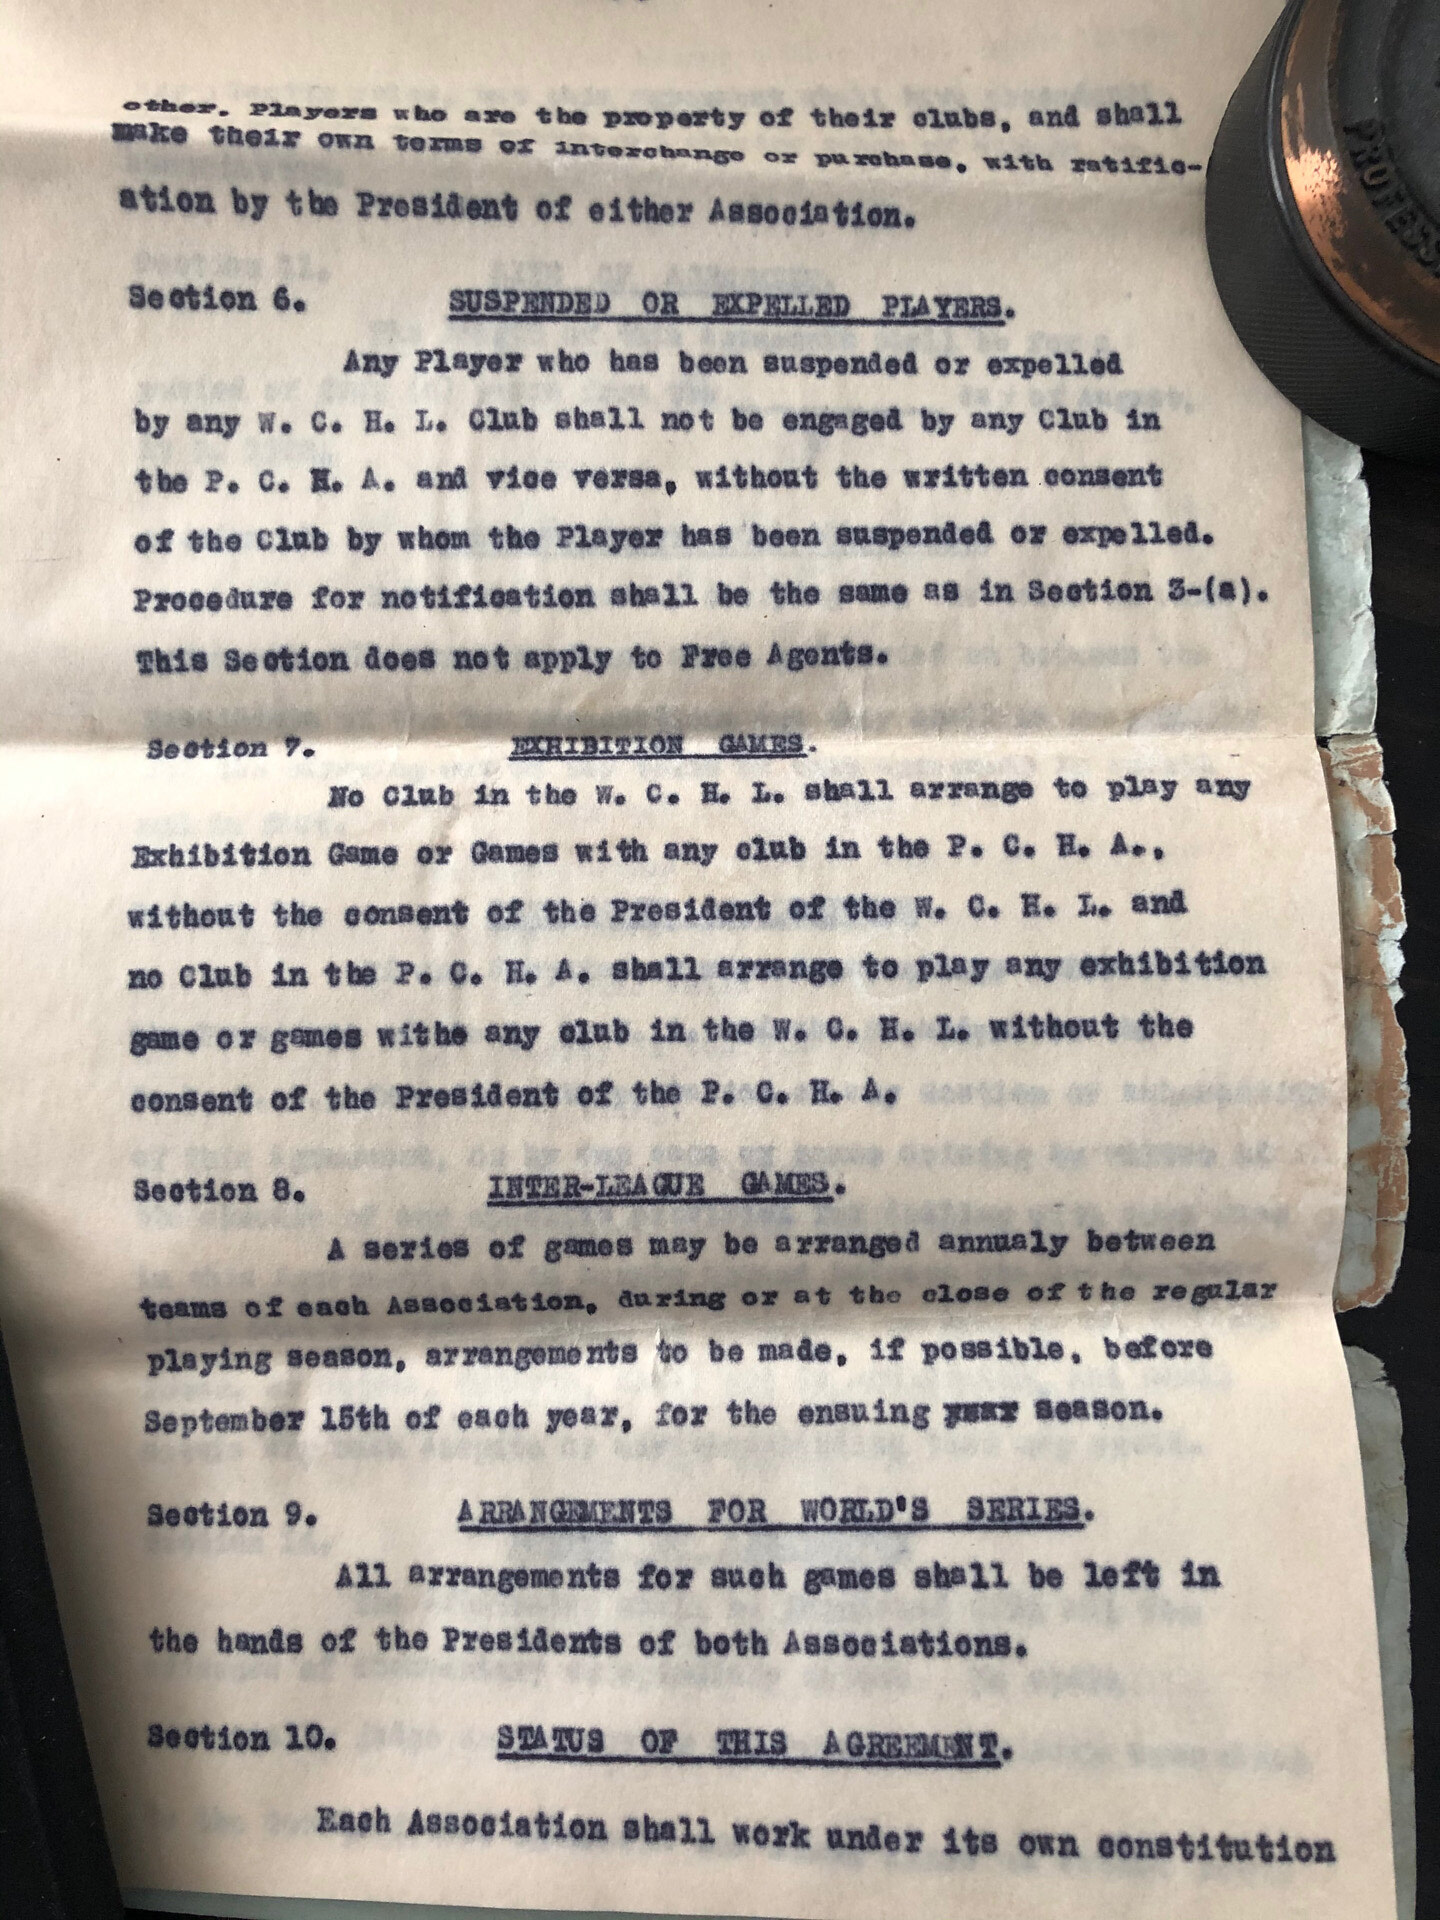 other. Players who are the property of their clubs, and shall
make their own terms of interchange or purchase, with ratific-
ation by the President of either Association.
Section 6. SUSPENDED OR EXPELLED PLAYERS.
Any Player who has been suspended or expelled
by any W. C. H. L. Club shall not be engaged by any Club in
the P. C. H. A. and vice versa, without the written consent
of the Club by whom the Player has been suspended or expelled.
Procedure for notification shall be the same as in Section 3-(a).
This Section does not apply to Free Agents.
Section 7. EXHIBITION GAMES.
No Club in the W. C. H. L. shall arrange to play any
Exhibition Game or Games with any club in the P. C. H. A.,
without the consent of the President of the W. C. H. L. and
no Club in the P. C. H. A. shall arrange to play any exhibition
game or games withe any club in the W. C. H. L. without the
consent of the President of the P. C. H. A.
Section 8. INTER-LEAGUE GAMES.
A series of games may be arranged annualy between
teams of each Association, during or at the close of the regular
playing season, arrangements to be made, if possible, before
September 15th of each year, for the ensuing year season.
Section 9. ARRANGEMENTS FOR WORLD'S SERIES.
All arrangements for such games shall be left in
the hands of the Presidents of both Associations.
Section 10. STATUS OF THIS AGREEMENT.
Each Association shall work under its own constitution